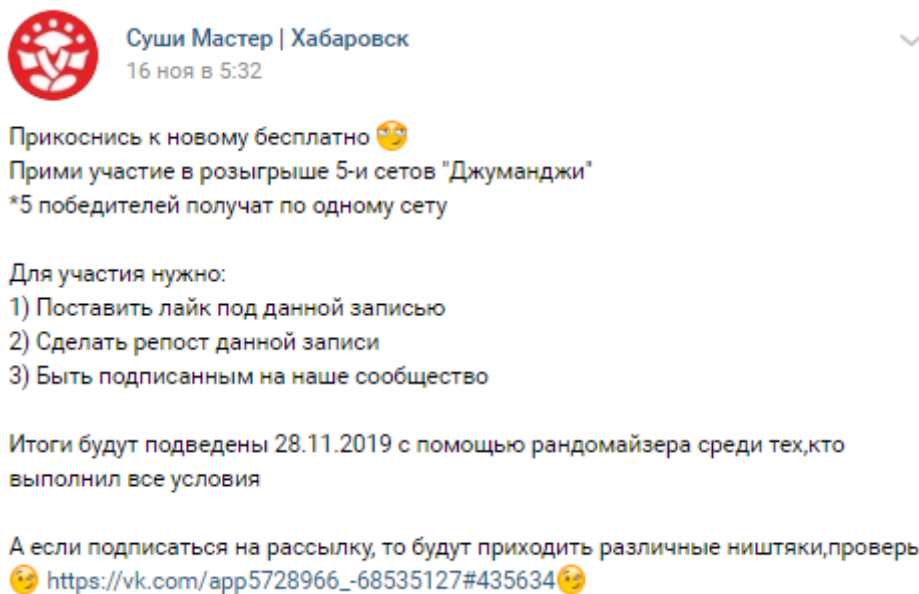 Суши Мастер | Хабаровск
16 ноя в 5:32
Прикоснись к новому бесплатно 🙄
Прими участие в розыгрыше 5-и сетов "Джуманджи"
*5 победителей получат по одному сету
Для участия нужно:
1) Поставить лайк под данной записью
2) Сделать репост данной записи
3) Быть подписанным на наше сообщество
Итоги будут подведены 28.11.2019 с помощью рандомайзера среди тех,кто
выполнил все условия
А если подписаться на рассылку, то будут приходить различные ништяки,проверь
😉 https://vk.com/app5728966_-68535127#435634😉